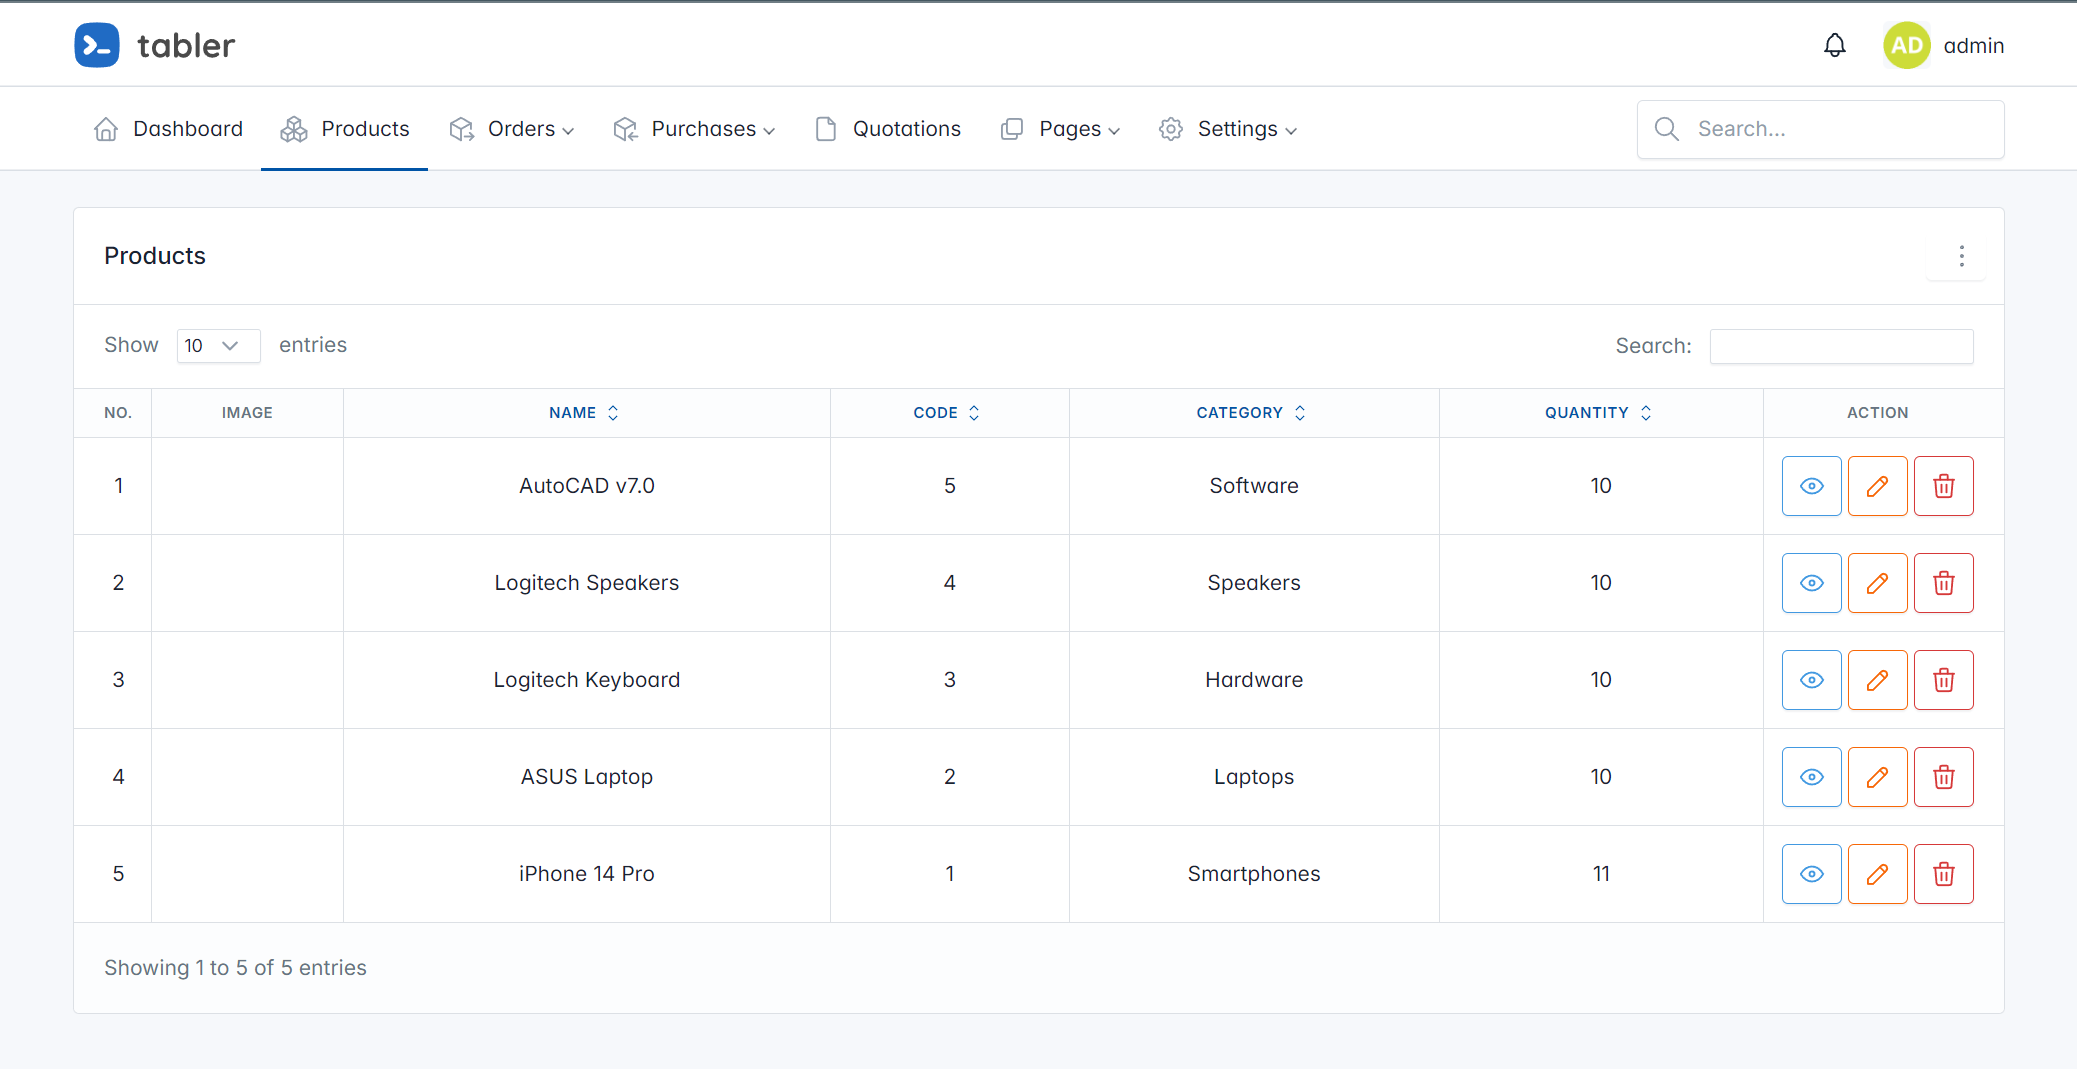 tabler
AD admin
Dashboard Products Orders Purchases Quotations Pages Settings Search...
Products
Show 10 entries Search:
NO. IMAGE NAME CODE CATEGORY QUANTITY ACTION
1 AutoCAD v7.0 5 Software 10
2 Logitech Speakers 4 Speakers 10
3 Logitech Keyboard 3 Hardware 10
4 ASUS Laptop 2 Laptops 10
5 iPhone 14 Pro 1 Smartphones 11
Showing 1 to 5 of 5 entries